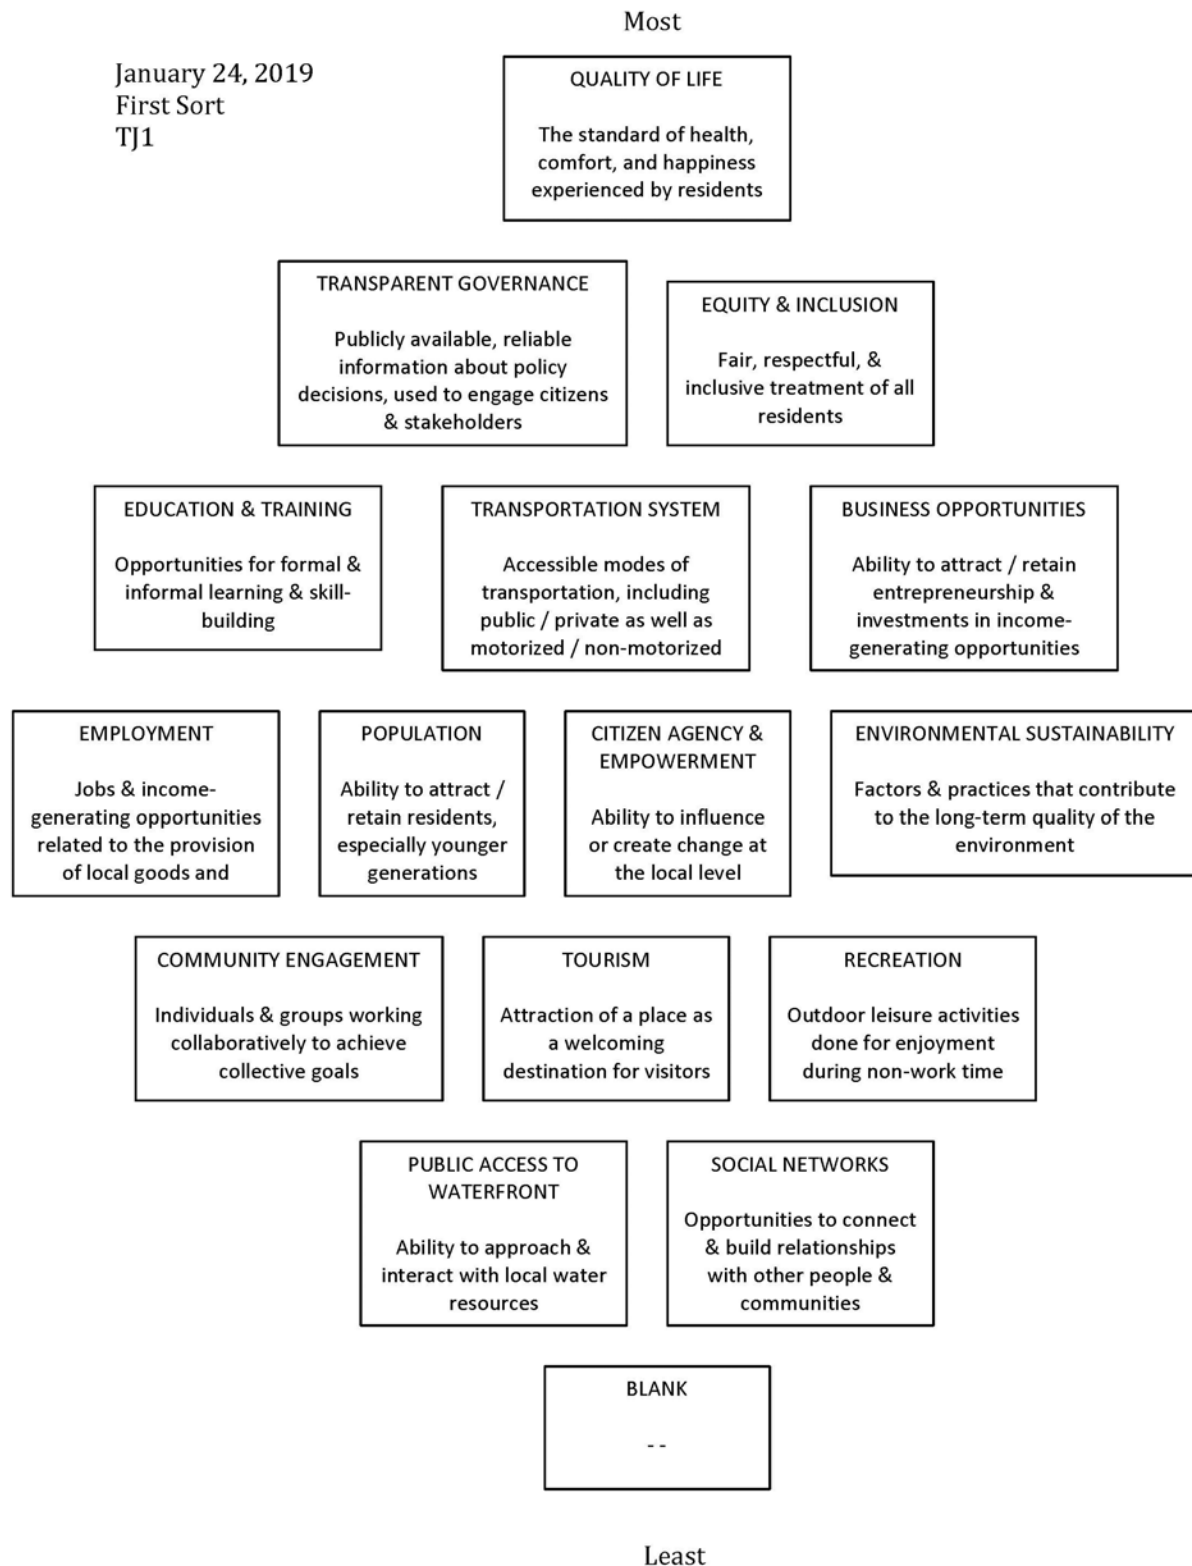 Most
January 24, 2019
First Sort
TJ1
QUALITY OF LIFE
The standard of health,
comfort, and happiness
experienced by residents
TRANSPARENT GOVERNANCE
Publicly available, reliable
information about policy
decisions, used to engage citizens
& stakeholders
EQUITY & INCLUSION
Fair, respectful, &
inclusive treatment of all
residents
EDUCATION & TRAINING
Opportunities for formal &
informal learning & skill-
building
TRANSPORTATION SYSTEM
Accessible modes of
transportation, including
public / private as well as
motorized / non-motorized
BUSINESS OPPORTUNITIES
Ability to attract / retain
entrepreneurship &
investments in income-
generating opportunities
EMPLOYMENT
Jobs & income-
generating opportunities
related to the provision
of local goods and
POPULATION
Ability to attract /
retain residents,
especially younger
generations
CITIZEN AGENCY &
EMPOWERMENT
Ability to influence
or create change at
the local level
ENVIRONMENTAL SUSTAINABILITY
Factors & practices that contribute
to the long-term quality of the
environment
COMMUNITY ENGAGEMENT
Individuals & groups working
collaboratively to achieve
collective goals
TOURISM
Attraction of a place as
a welcoming
destination for visitors
RECREATION
Outdoor leisure activities
done for enjoyment
during non-work time
PUBLIC ACCESS TO
WATERFRONT
Ability to approach &
interact with local water
resources
SOCIAL NETWORKS
Opportunities to connect
& build relationships
with other people &
communities
BLANK
- -
Least